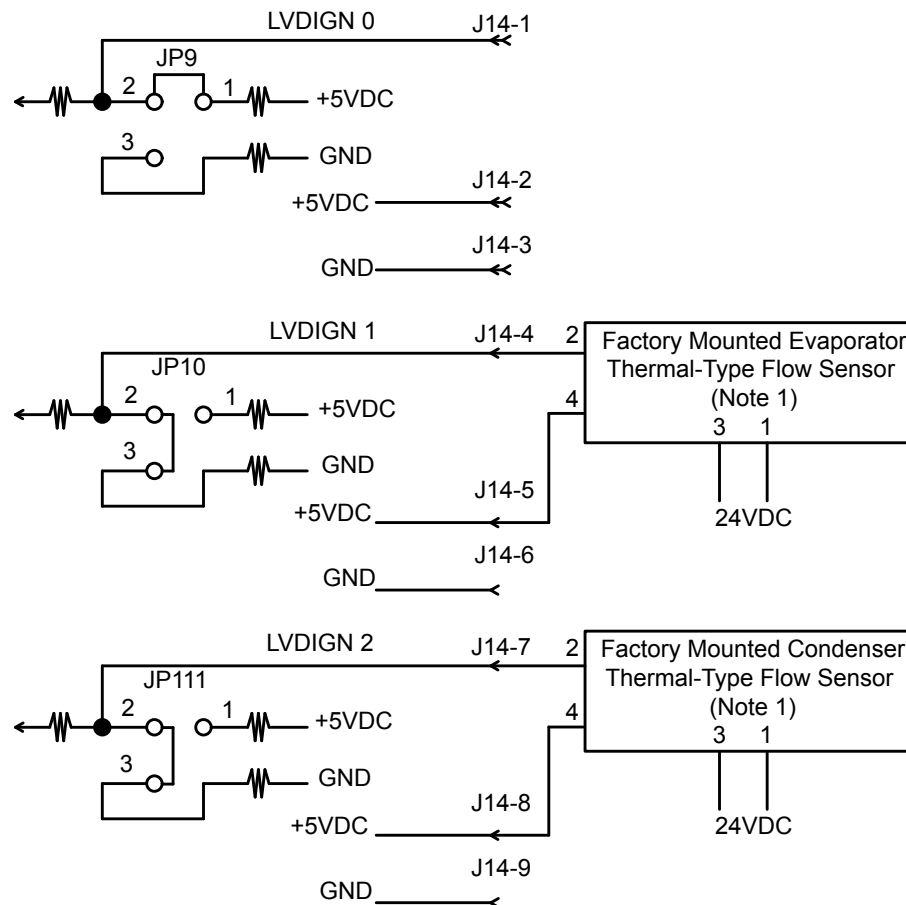 LVDIGN 0
J14-1
JP9
2
1
+5VDC
3
GND
J14-2
+5VDC
J14-3
GND
LVDIGN 1
J14-4
2
Factory Mounted Evaporator
Thermal-Type Flow Sensor
(Note 1)
JP10
2
1
+5VDC
4
3
1
3
GND
J14-5
+5VDC
24VDC
J14-6
GND
LVDIGN 2
J14-7
2
Factory Mounted Condenser
Thermal-Type Flow Sensor
(Note 1)
JP111
2
1
+5VDC
4
3
1
3
GND
J14-8
+5VDC
24VDC
J14-9
GND